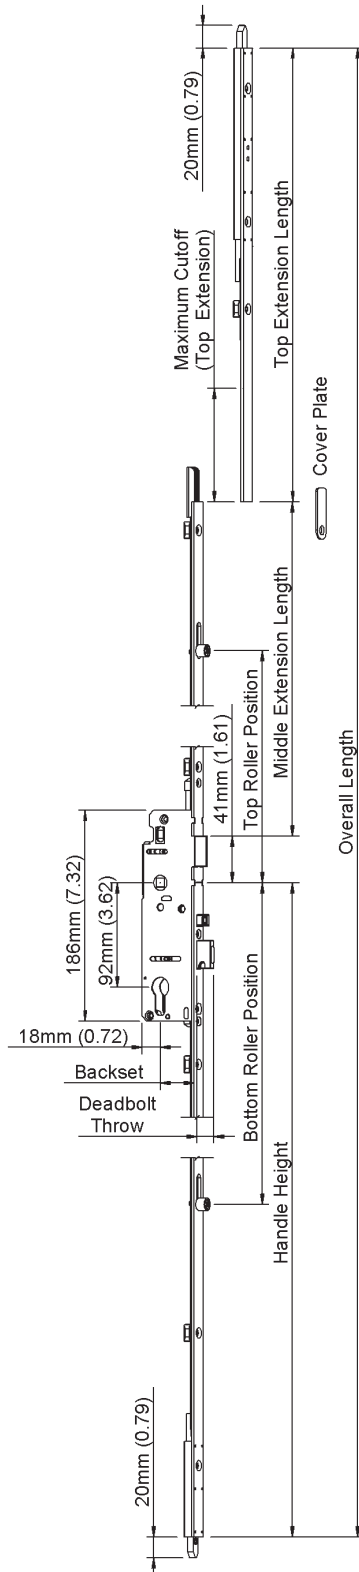 20mm (0.79)
Maximum Cutoff
(Top Extension)
Top Extension Length
Cover Plate
Middle Extension Length
Top Roller Position
41mm (1.61)
Overall Length
186mm (7.32)
92mm (3.62)
18mm (0.72)
Backset
Deadbolt
Throw
Bottom Roller Position
Handle Height
20mm (0.79)